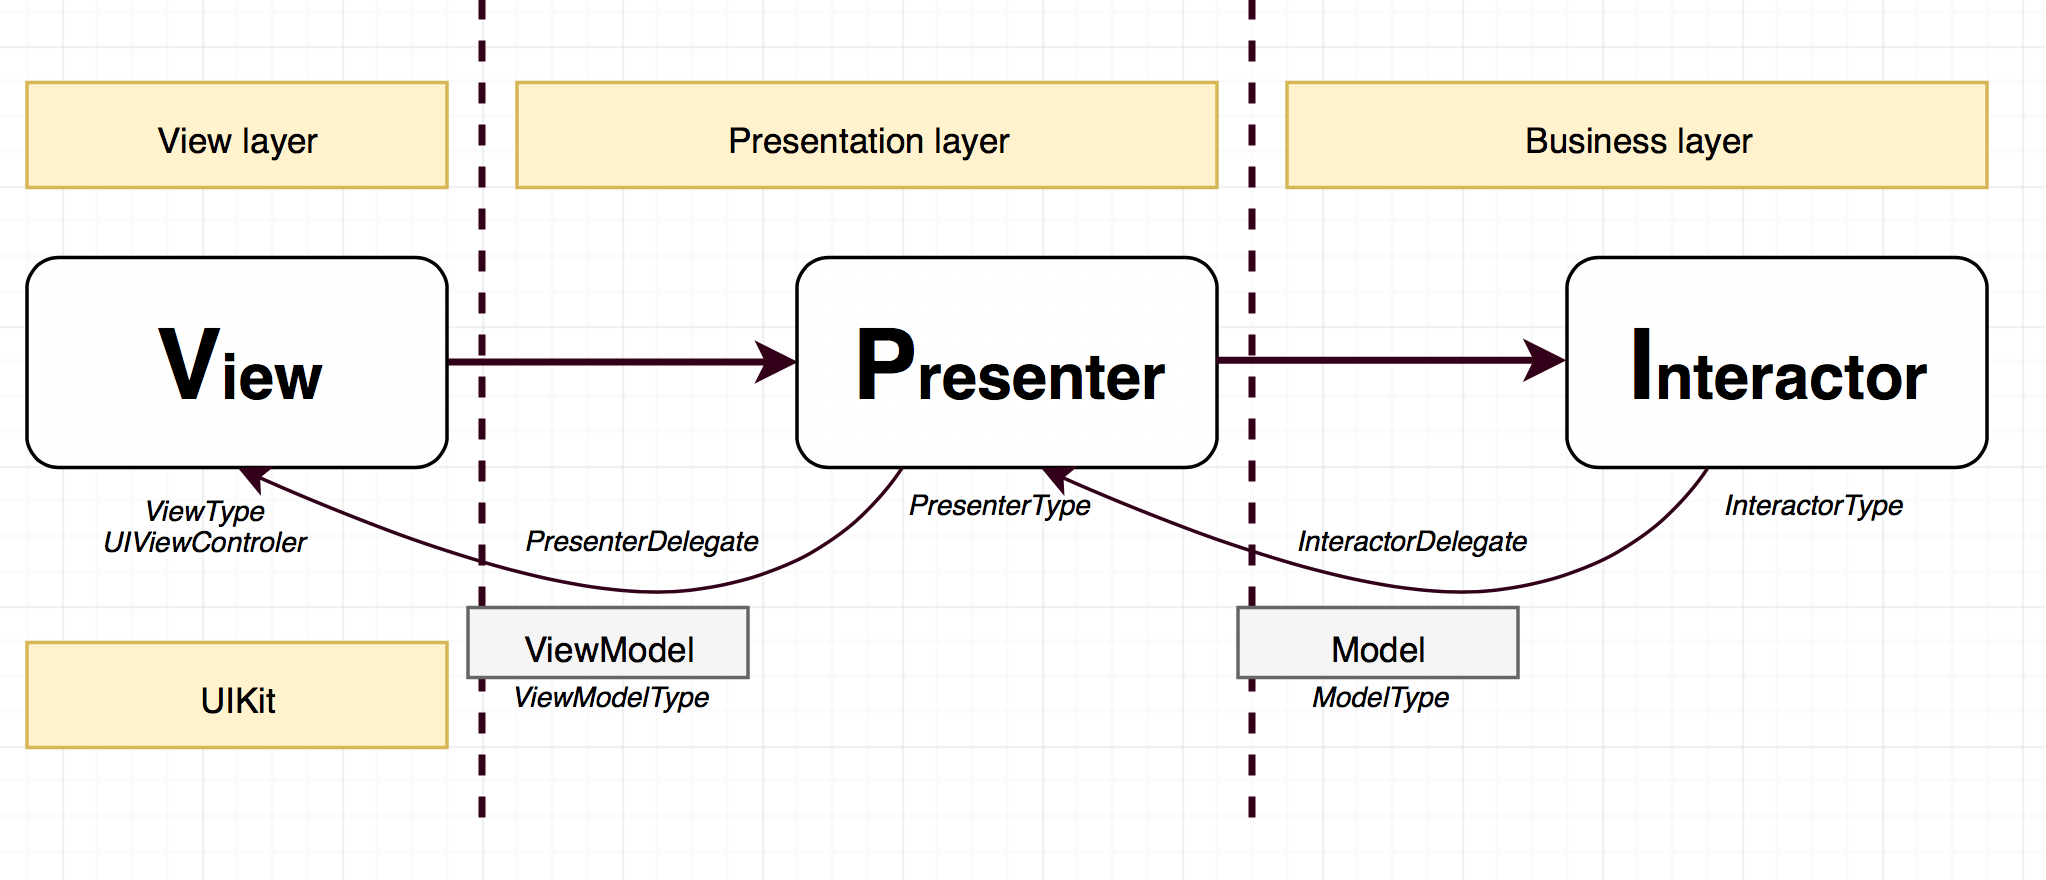 View layer
Presentation layer
Business layer
View
Presenter
Interactor
ViewType
UIViewControler
PresenterDelegate
PresenterType
InteractorDelegate
InteractorType
ViewModel
ViewModelType
Model
ModelType
UIKit